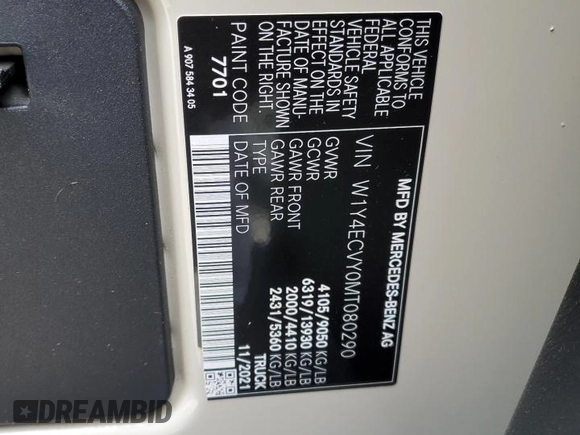 MFD BY MERCEDES-BENZ AG
VIN W1Y4ECVY0MT080290
GVWR 4105/9050 KG/LB
GCWR 6319/13930 KG/LB
GAWR FRONT 2000/4410 KG/LB
GAWR REAR 2431/5360 KG/LB
TYPE TRUCK
DATE OF MFD 11/2021
THIS VEHICLE
CONFORMS TO
ALL APPLICABLE
FEDERAL
VEHICLE SAFETY
STANDARDS IN
EFFECT ON THE
DATE OF MANU-
FACTURE SHOWN
ON THE RIGHT
PAINT CODE
7701
A 907 584 34 05
DREAMBID